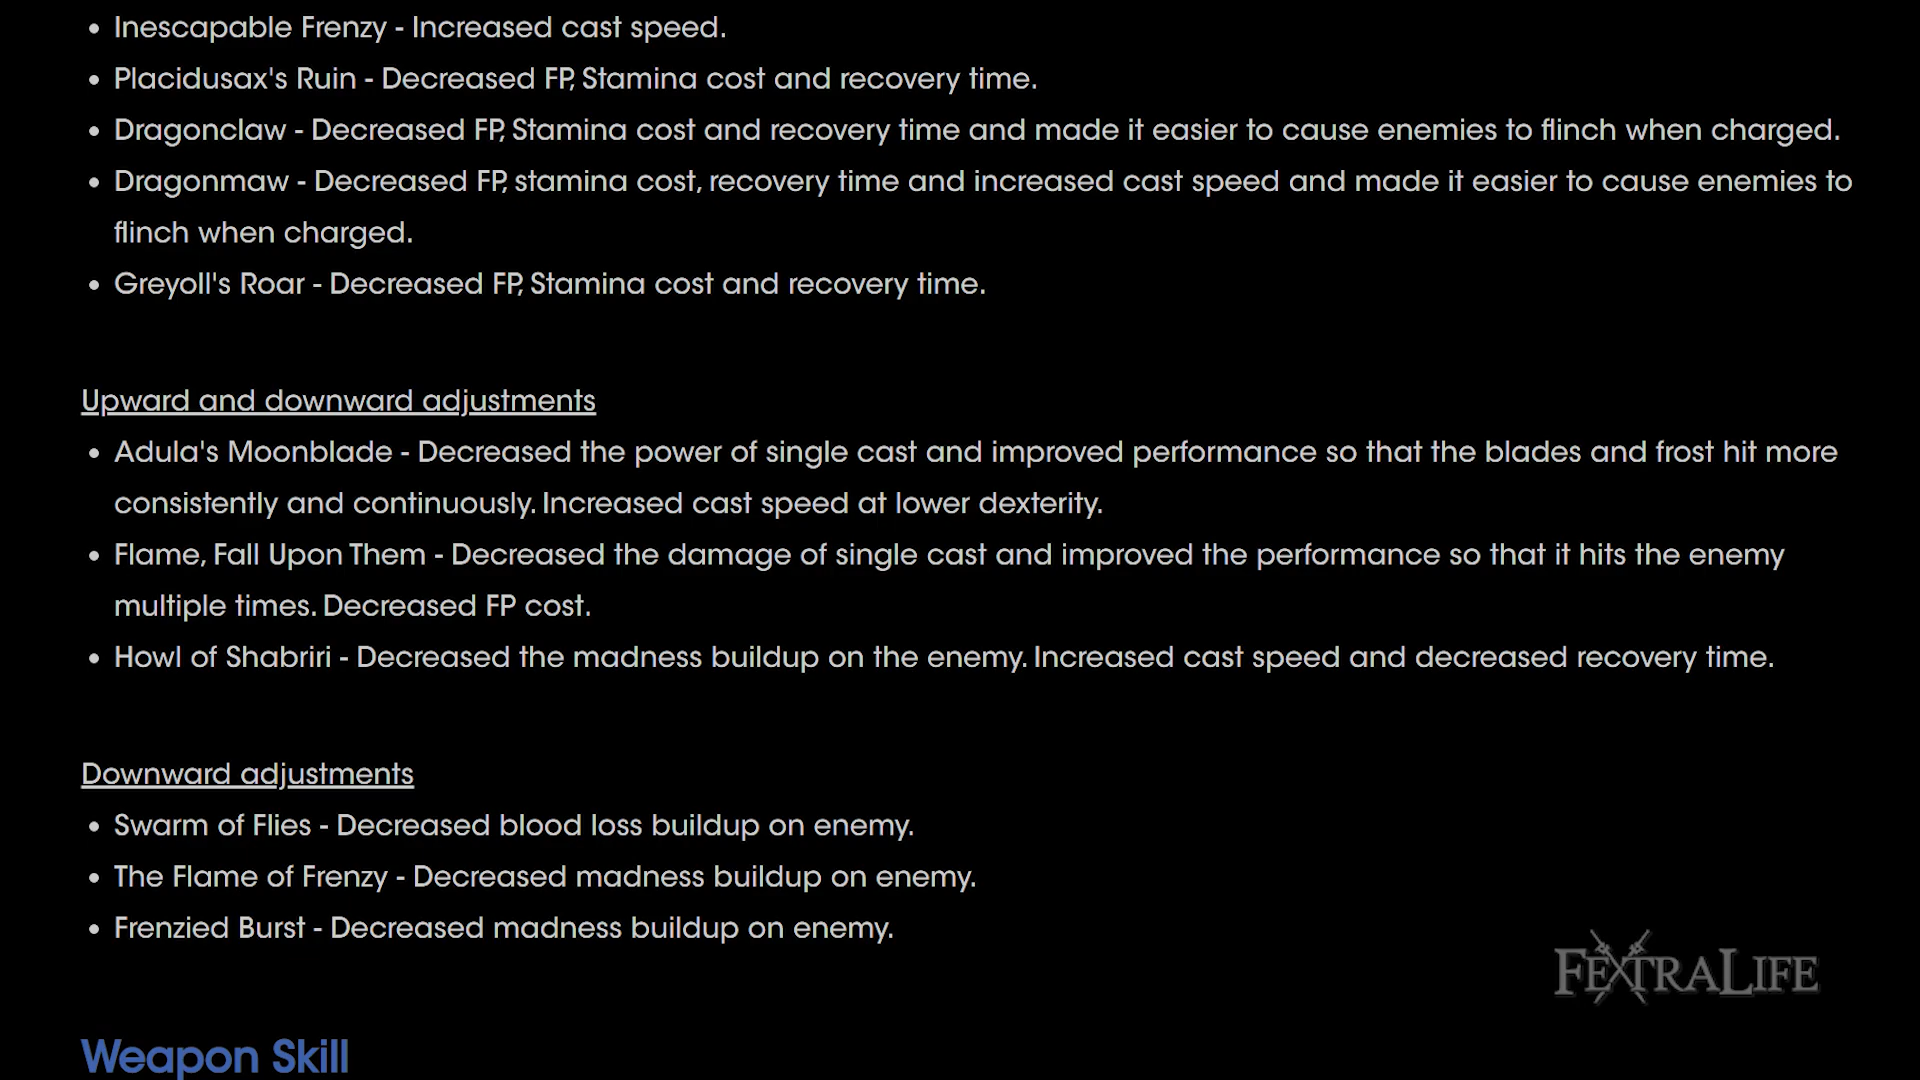 Inescapable Frenzy - Increased cast speed.
Placidusax's Ruin - Decreased FP, Stamina cost and recovery time.
Dragonclaw - Decreased FP, Stamina cost and recovery time and made it easier to cause enemies to flinch when charged.
Dragonmaw - Decreased FP, stamina cost, recovery time and increased cast speed and made it easier to cause enemies to
flinch when charged.
Greyoll's Roar - Decreased FP, Stamina cost and recovery time.
Upward and downward adjustments
Adula's Moonblade - Decreased the power of single cast and improved performance so that the blades and frost hit more
consistently and continuously. Increased cast speed at lower dexterity.
Flame, Fall Upon Them - Decreased the damage of single cast and improved the performance so that it hits the enemy
multiple times. Decreased FP cost.
Howl of Shabriri - Decreased the madness buildup on the enemy. Increased cast speed and decreased recovery time.
Downward adjustments
Swarm of Flies - Decreased blood loss buildup on enemy.
The Flame of Frenzy - Decreased madness buildup on enemy.
Frenzied Burst - Decreased madness buildup on enemy.
FEXTRALIFE
Weapon Skill